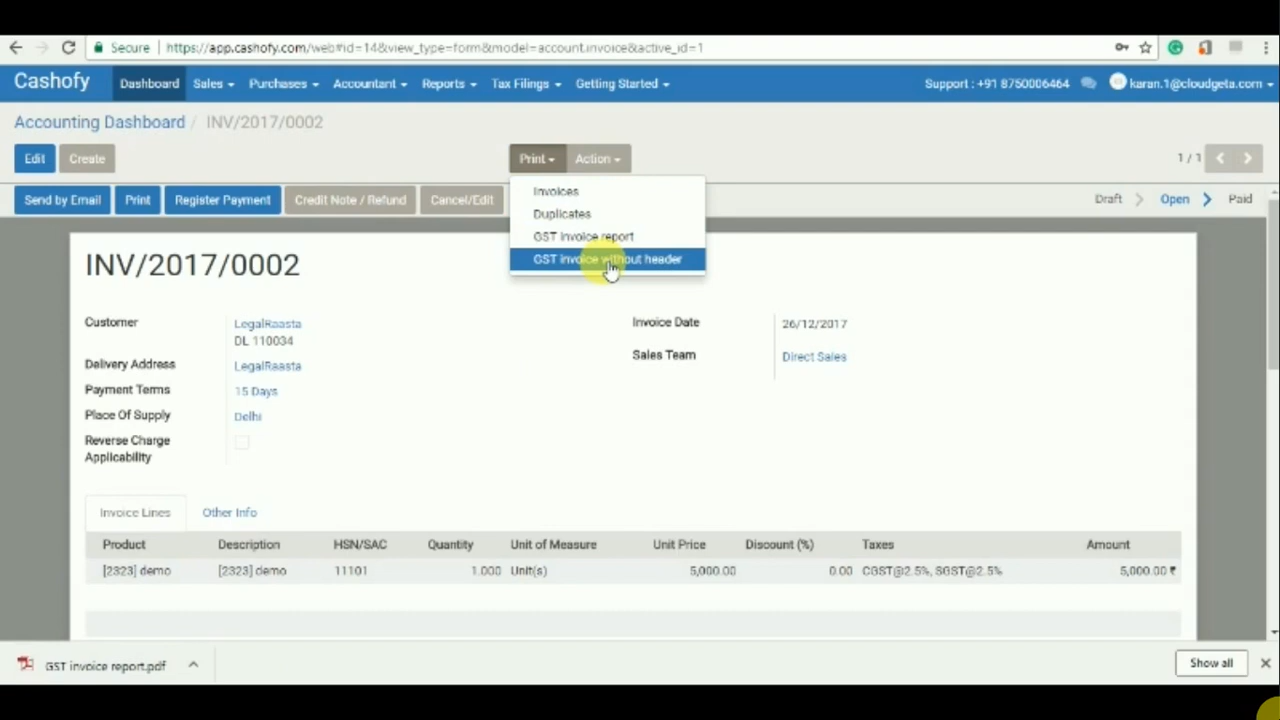 Secure https://app.cashofy.com/web#id=14&view_type=form&model=account.invoice&active_id=1
Cashofy Dashboard Sales Purchases Accountant Reports Tax Filings Getting Started Support : +91 8750006464 karan.1@cloudgeta.com
Accounting Dashboard / INV/2017/0002
Edit Create Print Action 1 / 1
Send by Email Print Register Payment Credit Note / Refund Cancel/Edit Draft Open Paid
Invoices
Duplicates
GST invoice report
GST invoice without header
INV/2017/0002
Customer LegalRaasta Invoice Date 26/12/2017
DL 110034
Sales Team Direct Sales
Delivery Address LegalRaasta
Payment Terms 15 Days
Place Of Supply Delhi
Reverse Charge
Applicability
Invoice Lines Other Info
Product Description HSN/SAC Quantity Unit of Measure Unit Price Discount (%) Taxes Amount
[2323] demo [2323] demo 11101 1.000 Unit(s) 5,000.00 0.00 CGST@2.5%, SGST@2.5% 5,000.00 ₹
GST invoice report.pdf Show all